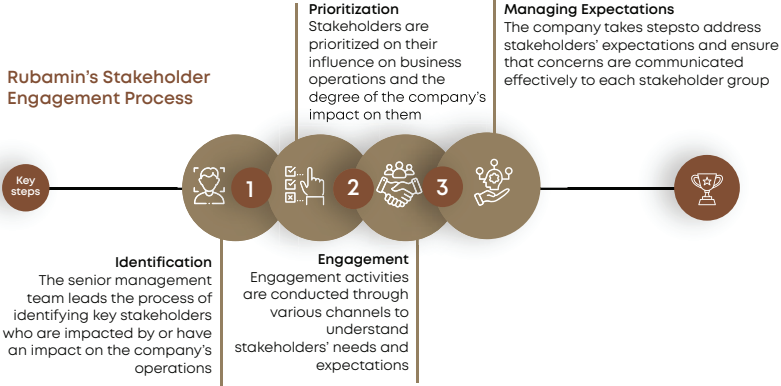 Rubamin's Stakeholder
Engagement Process
Key
steps
1
2
3
Identification
The senior management
team leads the process of
identifying key stakeholders
who are impacted by or have
an impact on the company's
operations
Prioritization
Stakeholders are
prioritized on their
influence on business
operations and the
degree of the company's
impact on them
Engagement
Engagement activities
are conducted through
various channels to
understand
stakeholders' needs and
expectations
Managing Expectations
The company takes stepsto address
stakeholders' expectations and ensure
that concerns are communicated
effectively to each stakeholder group